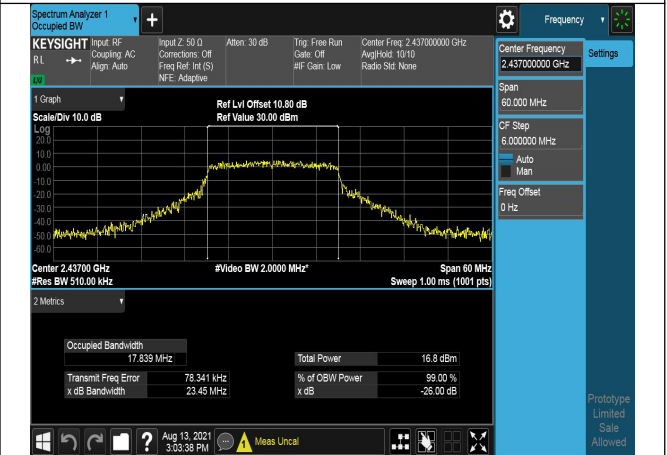 Spectrum Analyzer 1
Occupied BW
+
Frequency
KEYSIGHT
RL
LNI
Input: RF
Coupling: AC
Align: Auto
Input Z: 50 Ω
Corrections: Off
Freq Ref: Int (S)
NFE: Adaptive
Atten: 30 dB
Trig: Free Run
Gate: Off
#IF Gain: Low
Center Freq: 2.437000000 GHz
Avg|Hold: 10/10
Radio Std: None
Center Frequency
2.437000000 GHz
Settings
Span
60.000 MHz
CF Step
6.000000 MHz
Auto
Man
Freq Offset
0 Hz
1 Graph
Scale/Div 10.0 dB
Ref Lvl Offset 10.80 dB
Ref Value 30.00 dBm
Log
20.0
10.0
0.00
-10.0
-20.0
-30.0
-40.0
-50.0
-60.0
Center 2.43700 GHz
#Res BW 510.00 kHz
#Video BW 2.0000 MHz*
Span 60 MHz
Sweep 1.00 ms (1001 pts)
2 Metrics
Occupied Bandwidth
17.839 MHz
Total Power 16.8 dBm
Transmit Freq Error 78.341 kHz
% of OBW Power 99.00 %
x dB Bandwidth 23.45 MHz
x dB -26.00 dB
Prototype
Limited
Sale
Allowed
?
Aug 13, 2021
3:03:38 PM
Meas Uncal